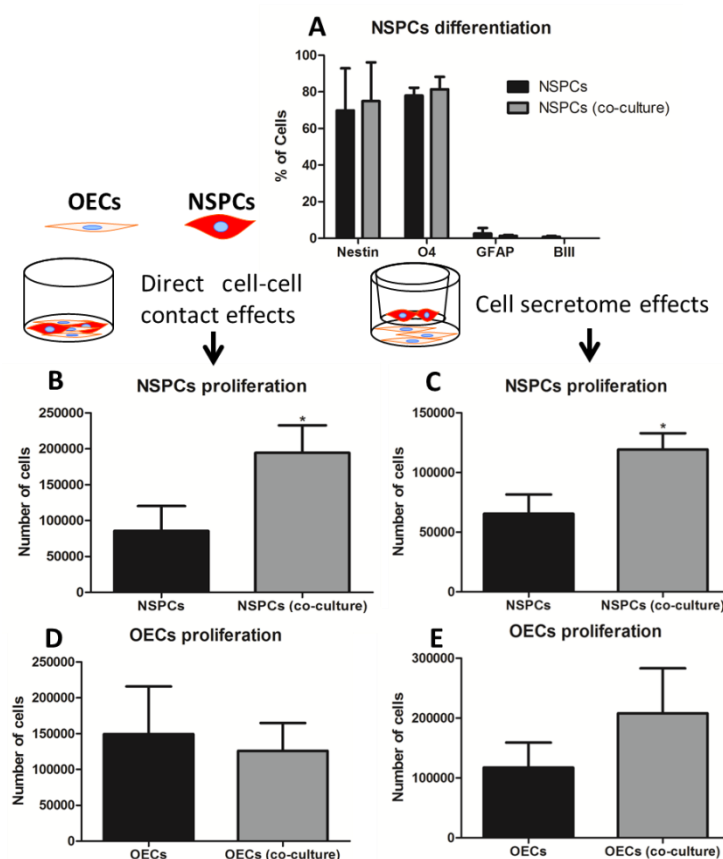 A
NSPCs differentiation
% of Cells
100
80
60
40
20
0
NSPCs
NSPCs (co-culture)
Nestin O4 GFAP BIII
OECs NSPCs
Direct cell-cell
contact effects
Cell secretome effects
B
NSPCs proliferation
Number of cells
250000
200000
150000
100000
50000
0
*
NSPCs NSPCs (co-culture)
C
NSPCs proliferation
Number of cells
150000
100000
50000
0
*
NSPCs NSPCs (co-culture)
D
OECs proliferation
Number of cells
250000
200000
150000
100000
50000
0
OECs OECs (co-culture)
E
OECs proliferation
Number of cells
300000
200000
100000
0
OECs OECs (co-culture)